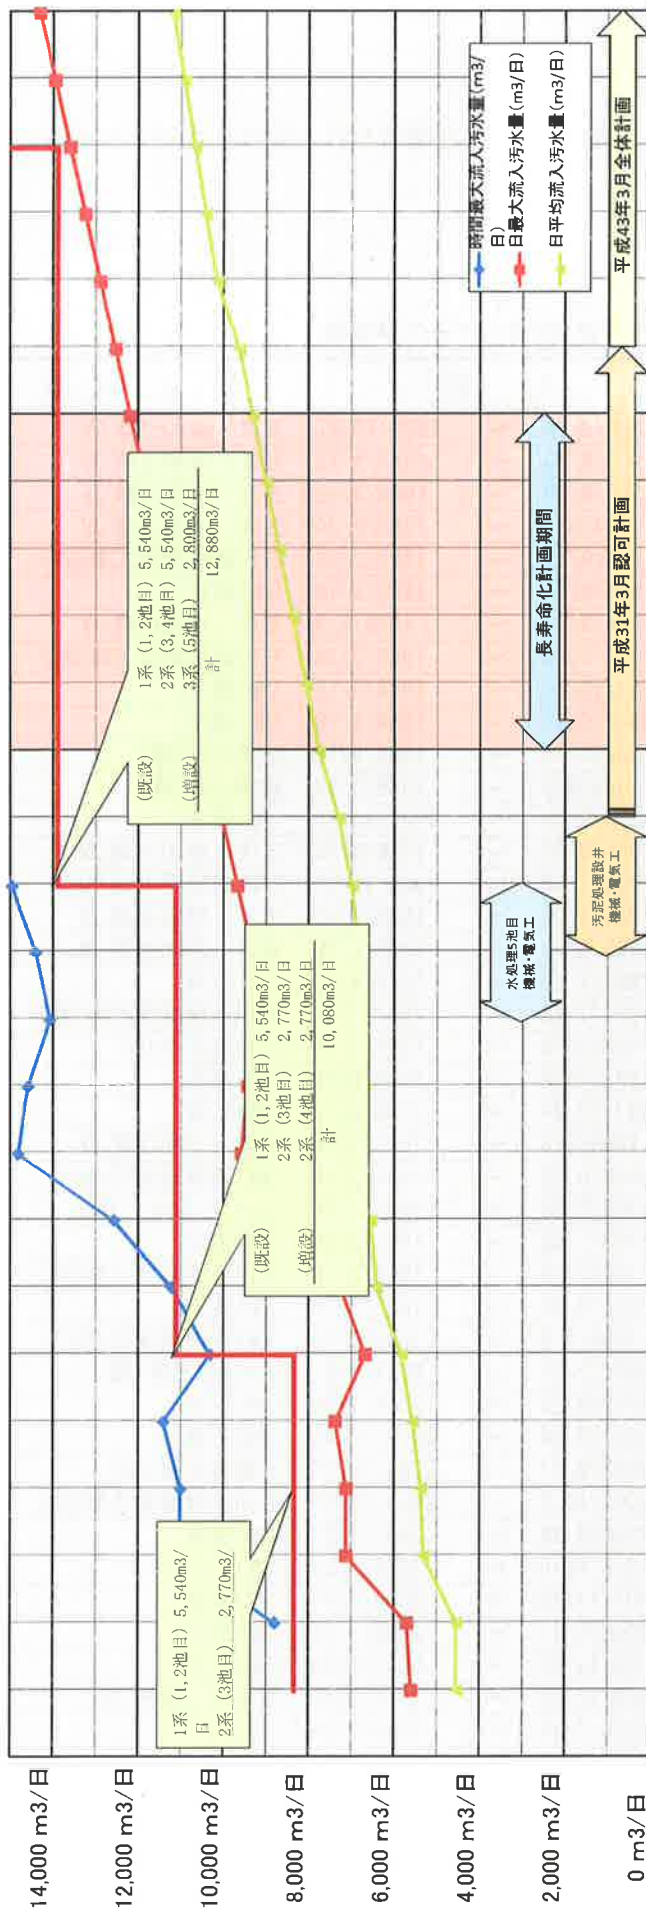 14,000 m3/日
12,000 m3/日
10,000 m3/日
8,000 m3/日
6,000 m3/日
4,000 m3/日
2,000 m3/日
0 m3/日
1系 (1,2池目) 5,540m3/
日
2系 (3池目) 2,770m3/
(既設) 1系 (1,2池目) 5,540m3/日
2系 (3池目) 2,770m3/日
(増設) 2系 (4池目) 2,770m3/日
計 10,080m3/日
(既設) 1系 (1,2池目) 5,540m3/日
2系 (3,4池目) 5,540m3/日
(増設) 3系 (5池目) 2,800m3/日
計 12,880m3/日
時間最大流入汚水量(m3/
日)
日最大流入汚水量(m3/日)
日平均流入汚水量(m3/日)
水処理5池目
機械・電気工
汚泥処理設井
機械・電気工
長寿命化計画期間
平成31年3月認可計画
平成43年3月全体計画